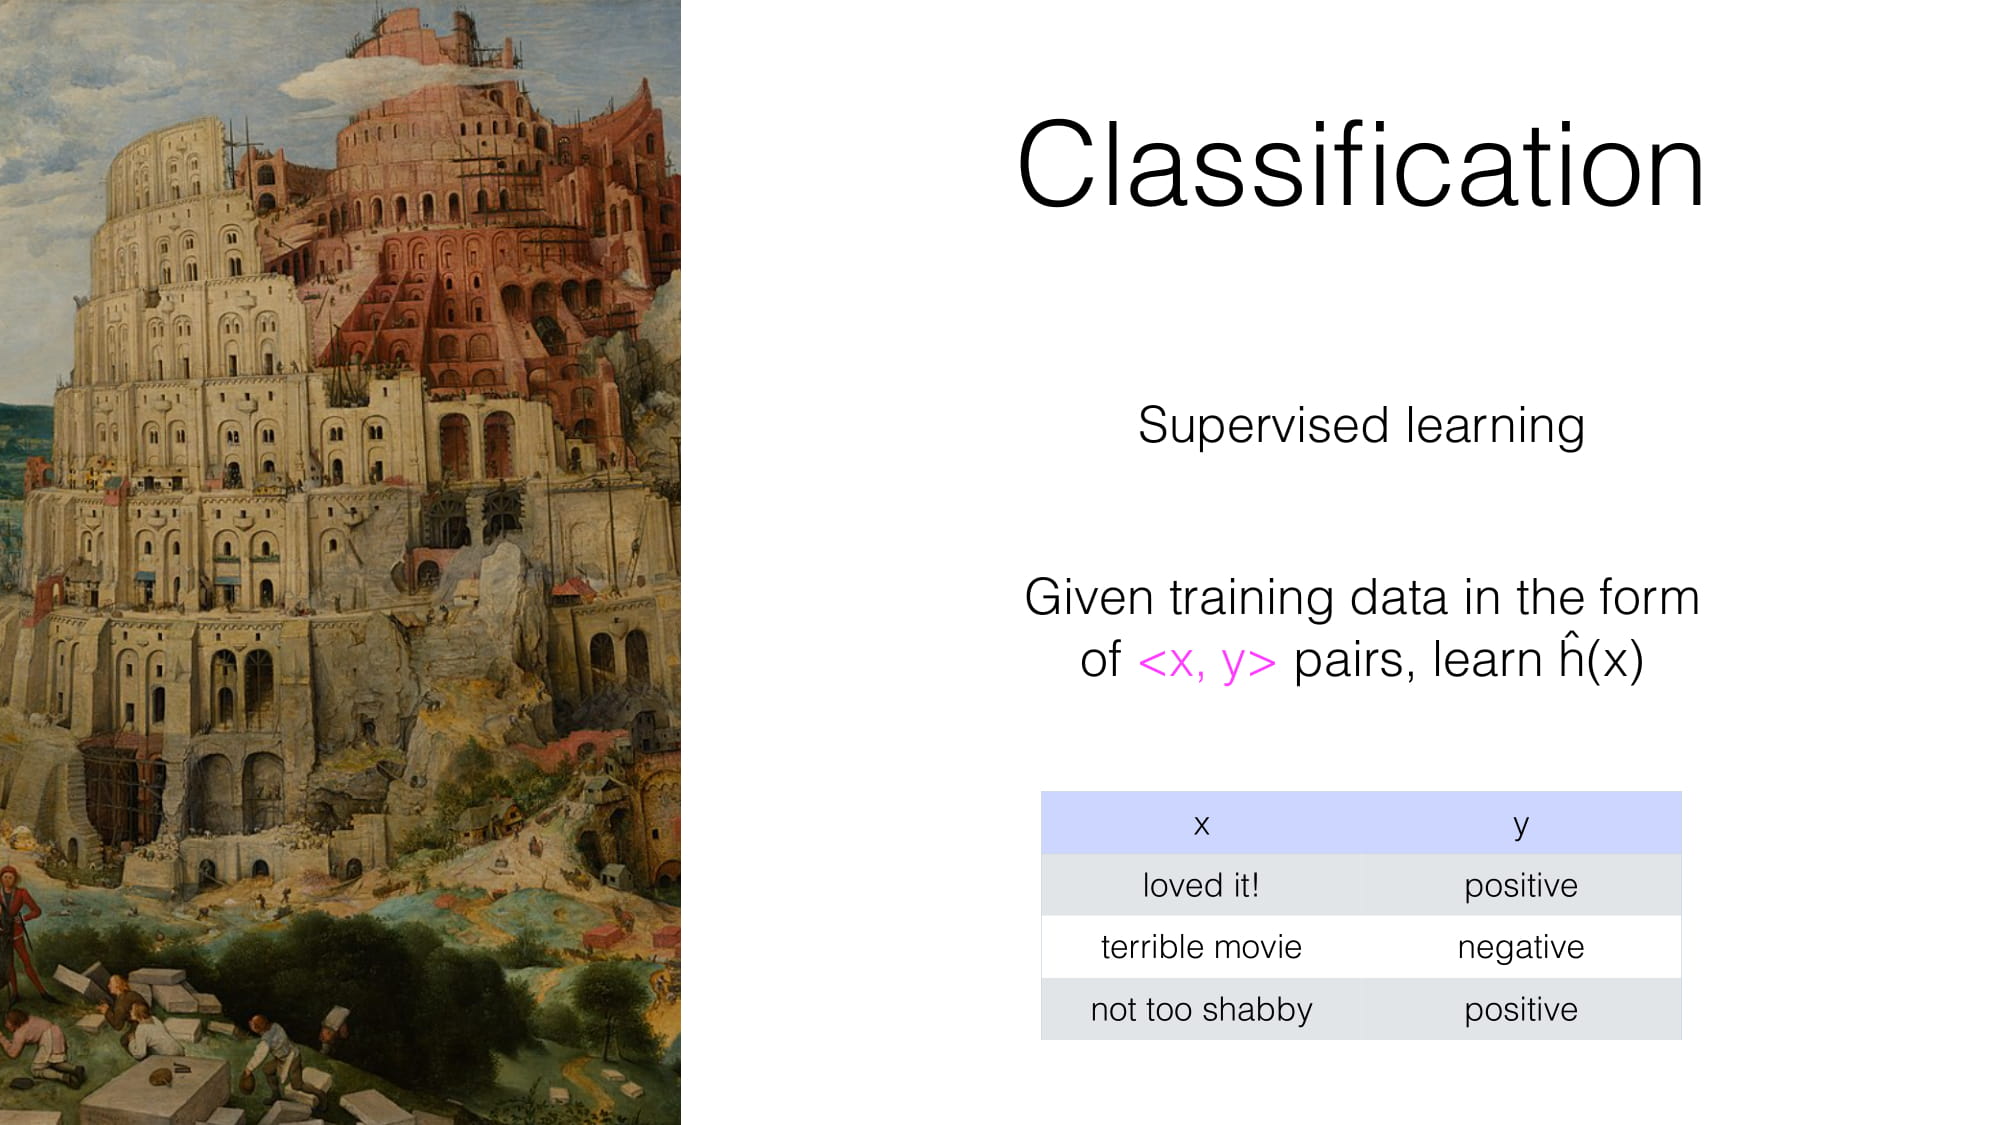 Classification
Supervised learning
Given training data in the form
of <x, y> pairs, learn ĥ(x)
x y
loved it! positive
terrible movie negative
not too shabby positive